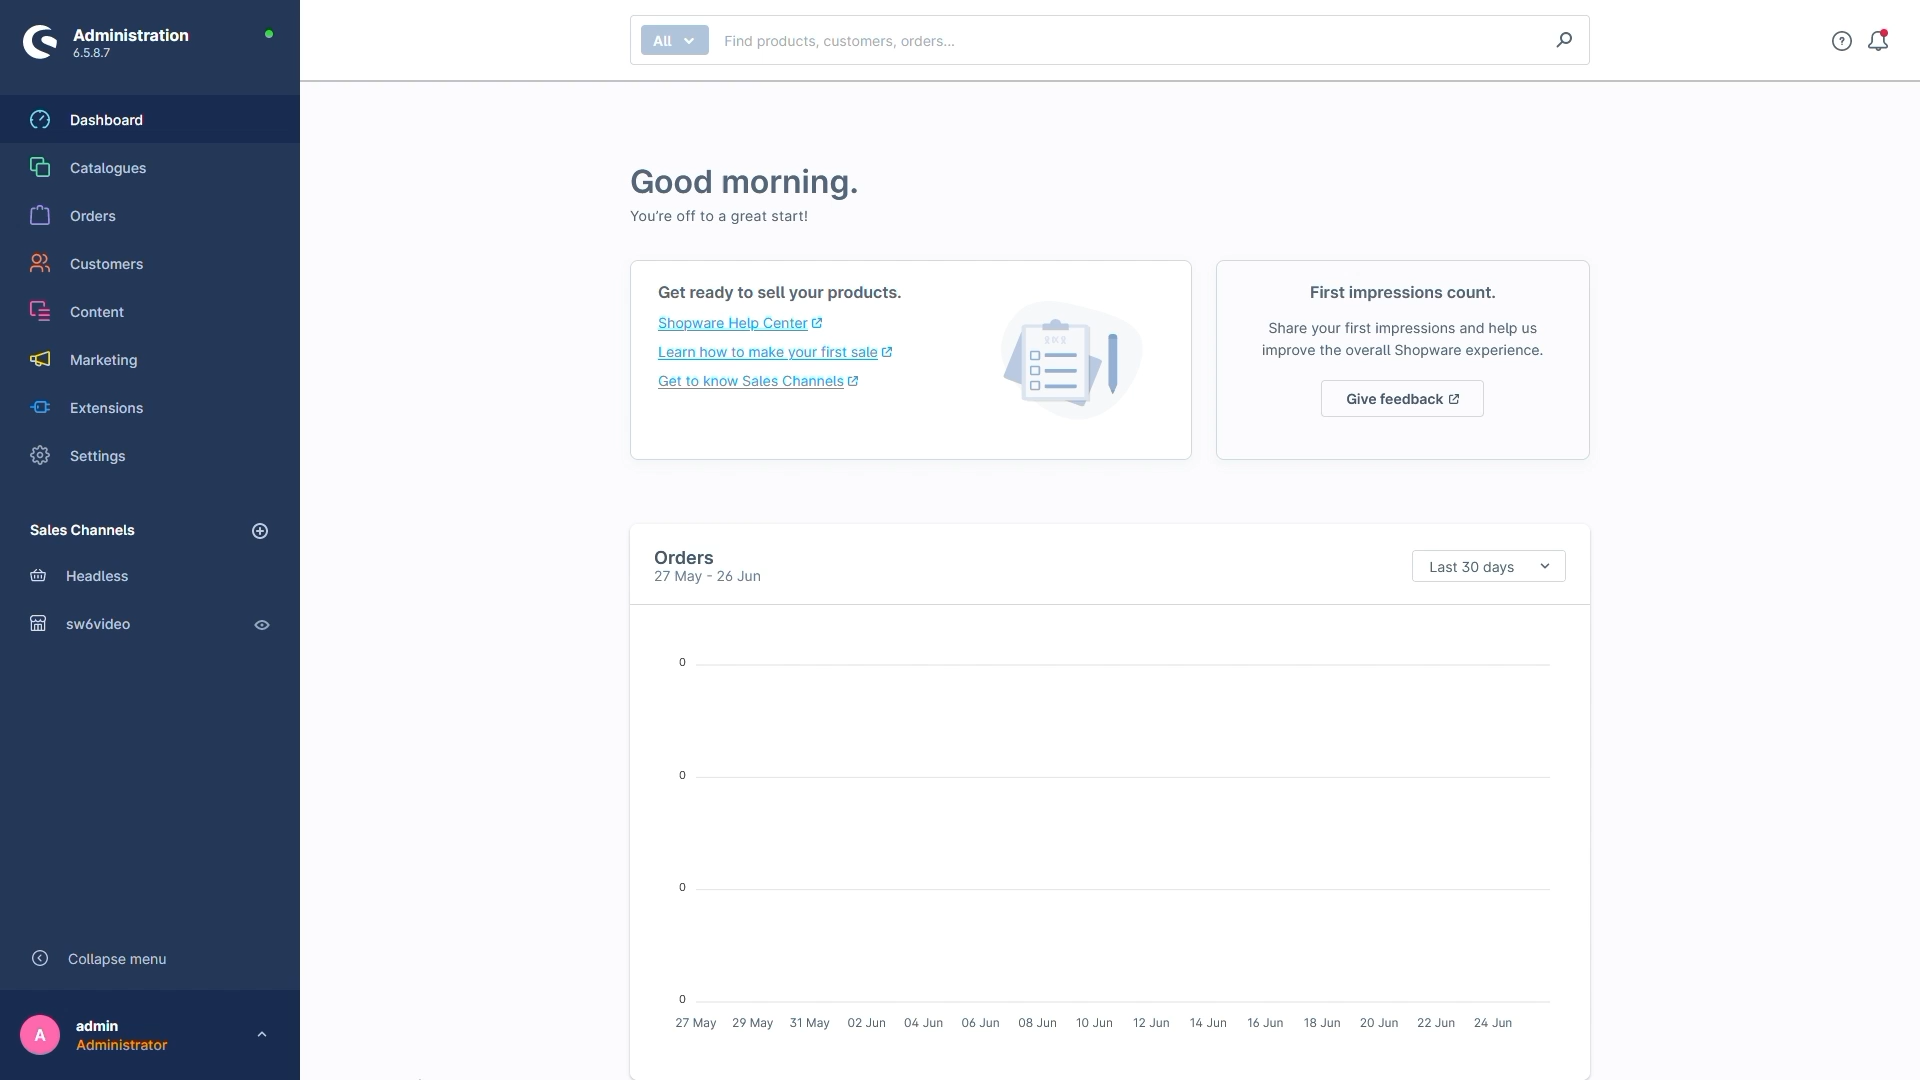 Administration
6.5.8.7
Dashboard
Catalogues
Orders
Customers
Content
Marketing
Extensions
Settings
Sales Channels
Headless
sw6video
Collapse menu
A
admin
Administrator
All
Find products, customers, orders...
Good morning.
You're off to a great start!
Get ready to sell your products.
Shopware Help Center
Learn how to make your first sale
Get to know Sales Channels
First impressions count.
Share your first impressions and help us
improve the overall Shopware experience.
Give feedback
Orders
27 May - 26 Jun
Last 30 days
0
0
0
0
27 May 29 May 31 May 02 Jun 04 Jun 06 Jun 08 Jun 10 Jun 12 Jun 14 Jun 16 Jun 18 Jun 20 Jun 22 Jun 24 Jun